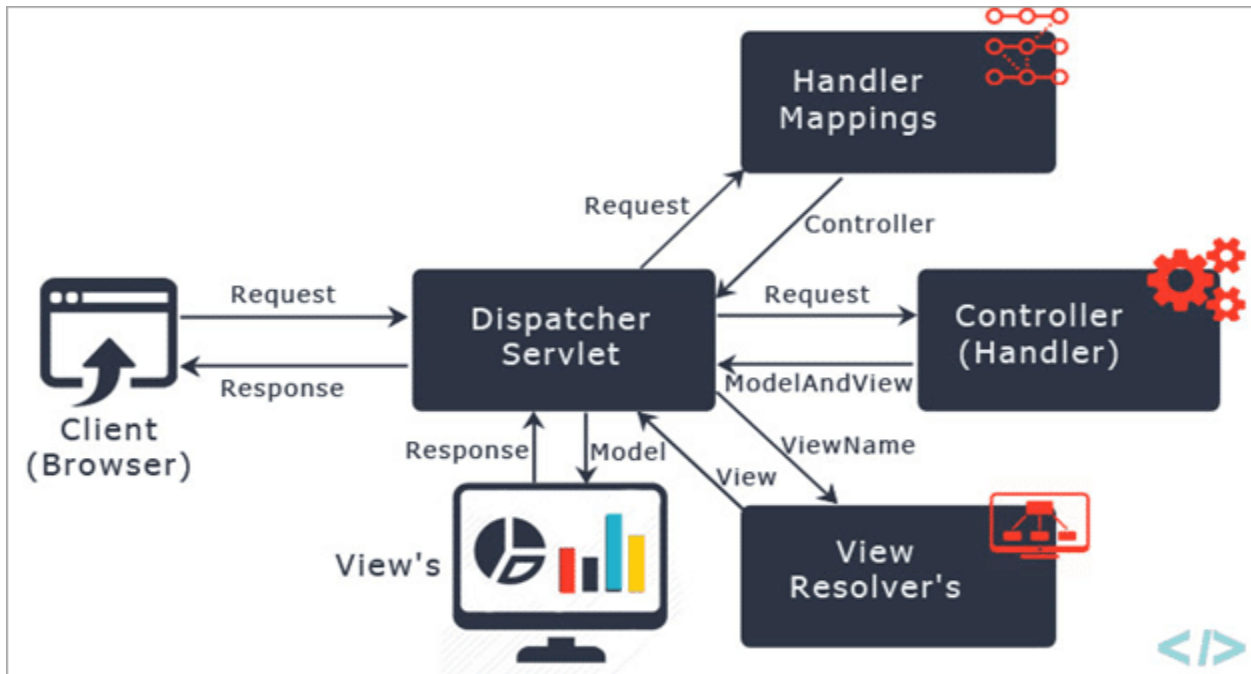 Handler
Mappings
Request
Controller
Request
Response
Client
(Browser)
Dispatcher
Servlet
Request
ModelAndView
Controller
(Handler)
Response
Model
View
ViewName
View's
View
Resolver's
</>